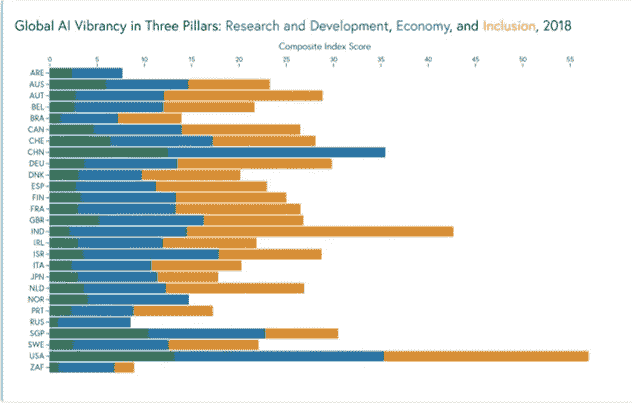 Global AI Vibrancy in Three Pillars: Research and Development, Economy, and Inclusion, 2018
Composite Index Score
0 5 10 15 20 25 30 35 40 45 50 55
ARE
AUS
AUT
BEL
BRA
CAN
CHE
CHN
DEU
DNK
ESP
FIN
FRA
GBR
IND
IRL
ISR
ITA
JPN
NLD
NOR
PRT
RUS
SGP
SWE
USA
ZAF